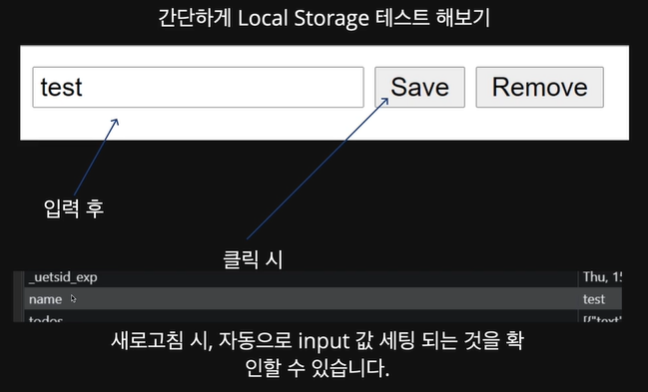 간단하게 Local Storage 테스트 해보기
test Save Remove
입력 후
클릭 시
_uetsid_exp Thu, 15
name test
todos [{"text"
새로고침 시, 자동으로 input 값 세팅 되는 것을 확
인할 수 있습니다.